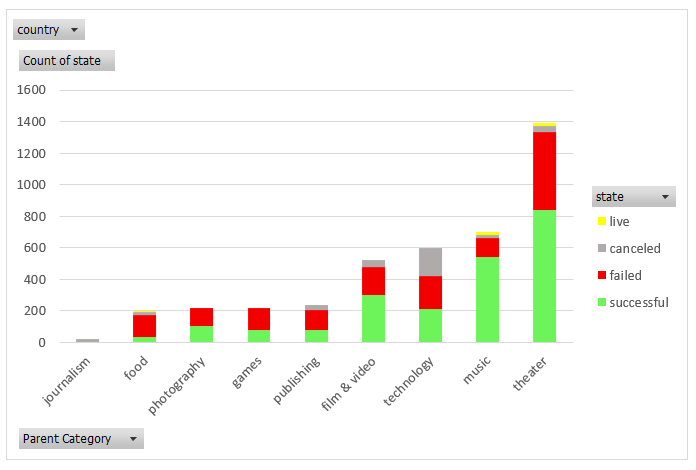 country
Count of state
1600
1400
1200
1000
800
600
400
200
0
journalism
food
photography
games
publishing
film & video
technology
music
theater
state
live
canceled
failed
successful
Parent Category